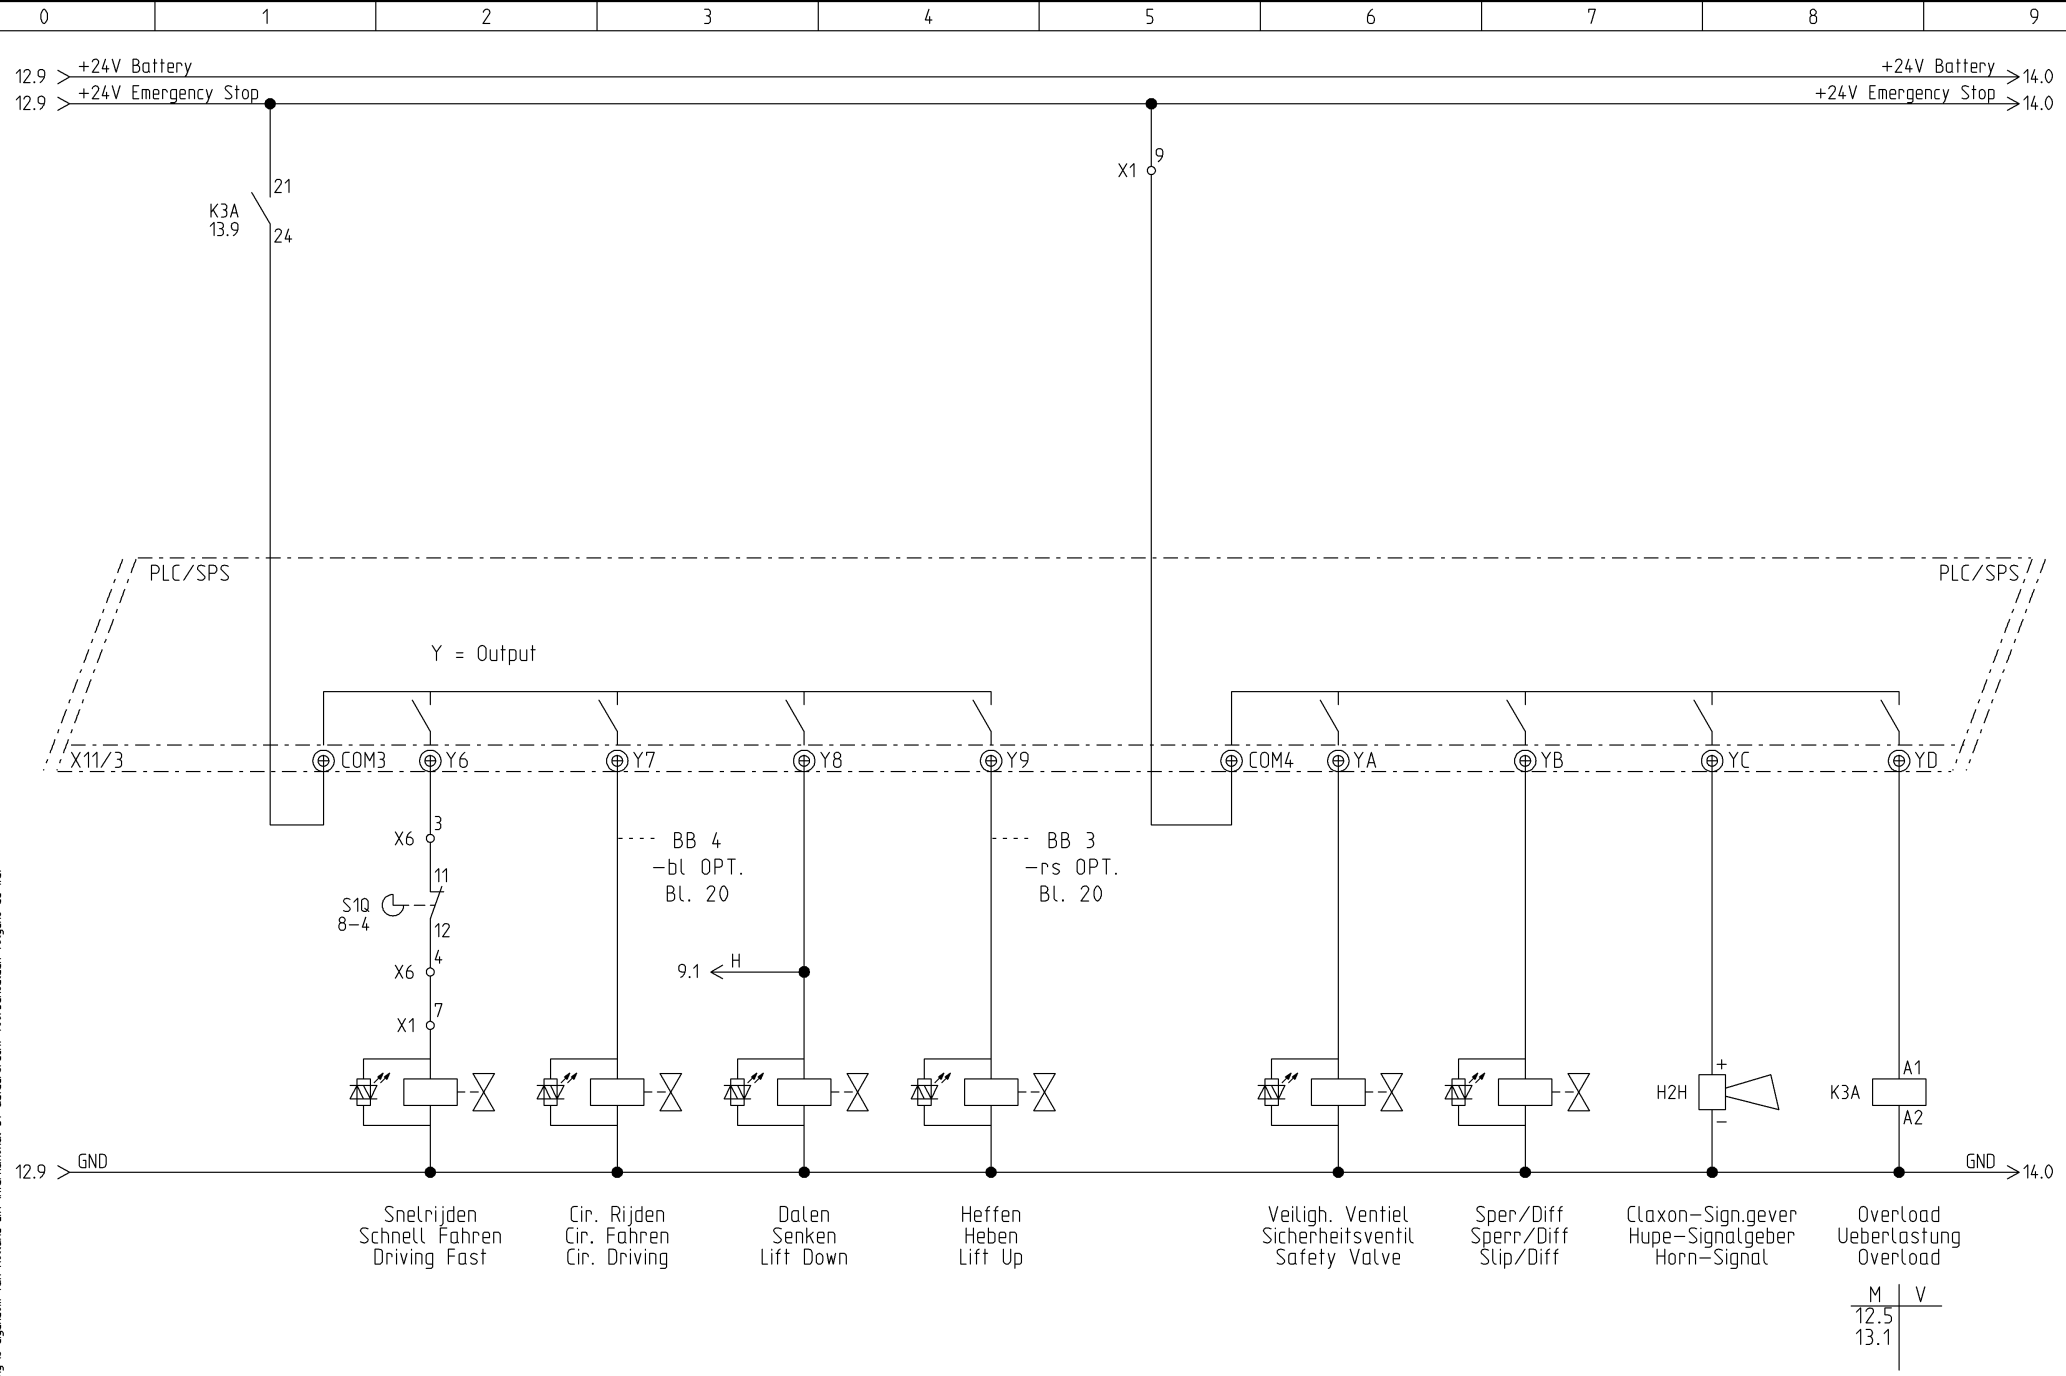 0 1 2 3 4 5 6 7 8 9
12.9 +24V Battery +24V Battery 14.0
12.9 +24V Emergency Stop +24V Emergency Stop 14.0
9
X1
21
K3A
13.9
24
PLC/SPS PLC/SPS
Y = Output
X11/3 COM3 Y6 Y7 Y8 Y9 COM4 YA YB YC YD
3
X6
BB 4
-bl OPT.
Bl. 20
BB 3
-rs OPT.
Bl. 20
11
S1Q
8-4
12
4
X6
9.1 H
7
X1
+
H2H
-
A1
K3A
A2
12.9 GND GND 14.0
Snelrijden
Schnell Fahren
Driving Fast
Cir. Rijden
Cir. Fahren
Cir. Driving
Dalen
Senken
Lift Down
Heffen
Heben
Lift Up
Veiligh. Ventiel
Sicherheitsventil
Safety Valve
Sper/Diff
Sperr/Diff
Slip/Diff
Claxon-Sign.gever
Hupe-Signalgeber
Horn-Signal
Overload
Ueberlastung
Overload
M V
12.5
13.1